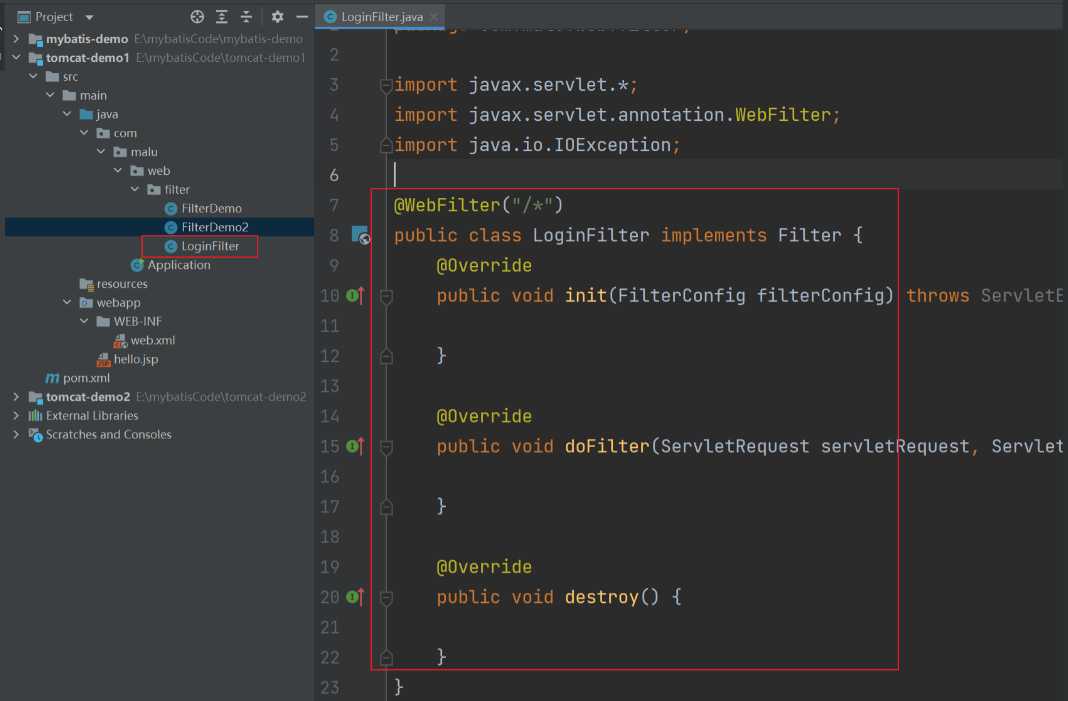 Project
mybatis-demo E:\mybatisCode\mybatis-demo
tomcat-demo1 E:\mybatisCode\tomcat-demo1
src
main
java
com
malu
web
filter
FilterDemo
FilterDemo2
LoginFilter
Application
resources
webapp
WEB-INF
web.xml
hello.jsp
pom.xml
tomcat-demo2 E:\mybatisCode\tomcat-demo2
External Libraries
Scratches and Consoles
LoginFilter.java
2
3 import javax.servlet.*;
4 import javax.servlet.annotation.WebFilter;
5 import java.io.IOException;
6
7 @WebFilter("/*")
8 public class LoginFilter implements Filter {
9 @Override
10 public void init(FilterConfig filterConfig) throws ServletE
11
12 }
13
14 @Override
15 public void doFilter(ServletRequest servletRequest, Servlet
16
17 }
18
19 @Override
20 public void destroy() {
21
22 }
23 }